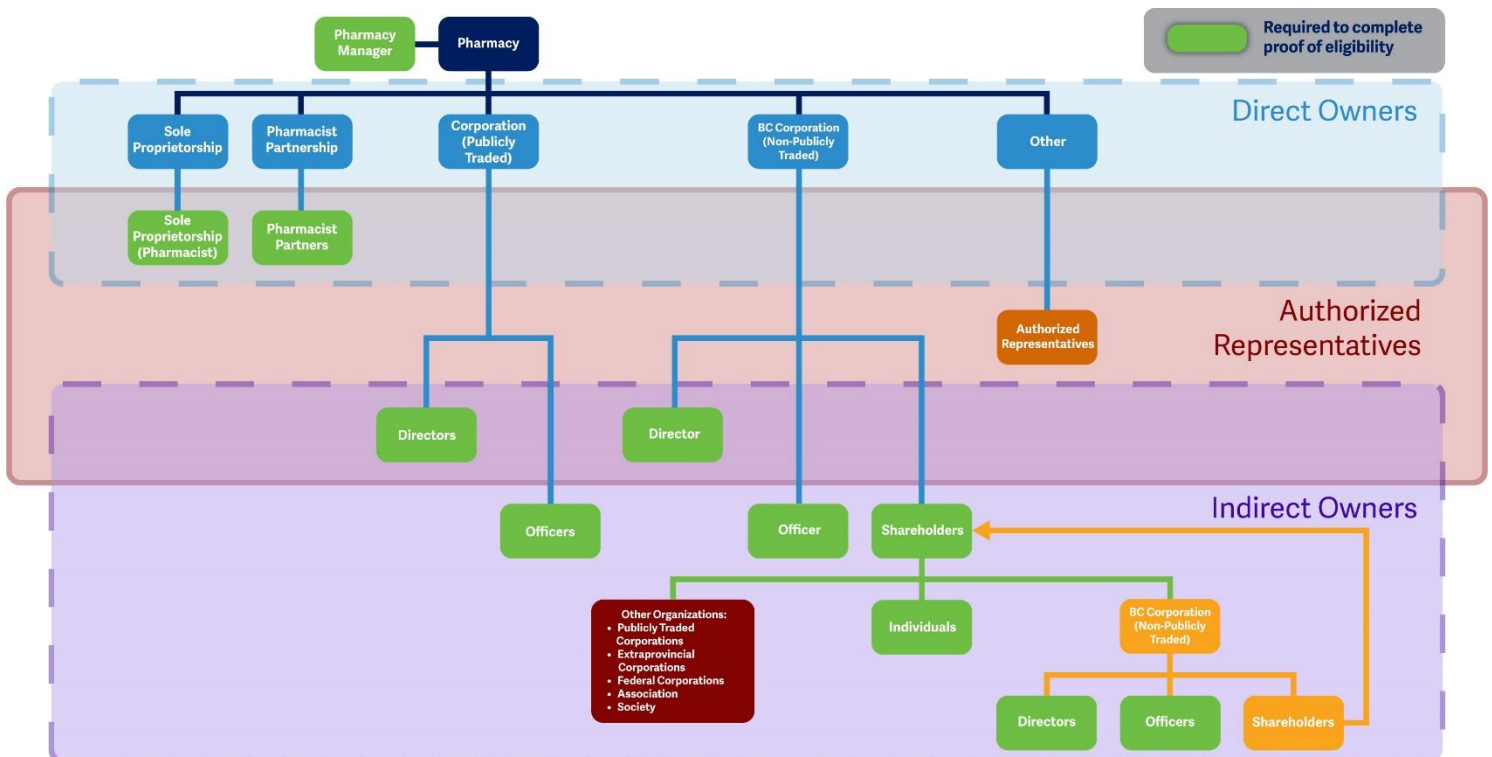 Pharmacy
Manager
Pharmacy
Required to complete
proof of eligibility
Direct Owners
Sole
Proprietorship
Pharmacist
Partnership
Corporation
(Publicly
Traded)
BC Corporation
(Non-Publicly
Traded)
Other
Sole
Proprietorship
(Pharmacist)
Pharmacist
Partners
Authorized
Representatives
Authorized
Representatives
Directors
Director
Indirect Owners
Officers
Officer
Shareholders
Other Organizations:
• Publicly Traded
Corporations
• Extraprovincial
Corporations
• Federal Corporations
• Association
• Society
Individuals
BC Corporation
(Non-Publicly
Traded)
Directors
Officers
Shareholders